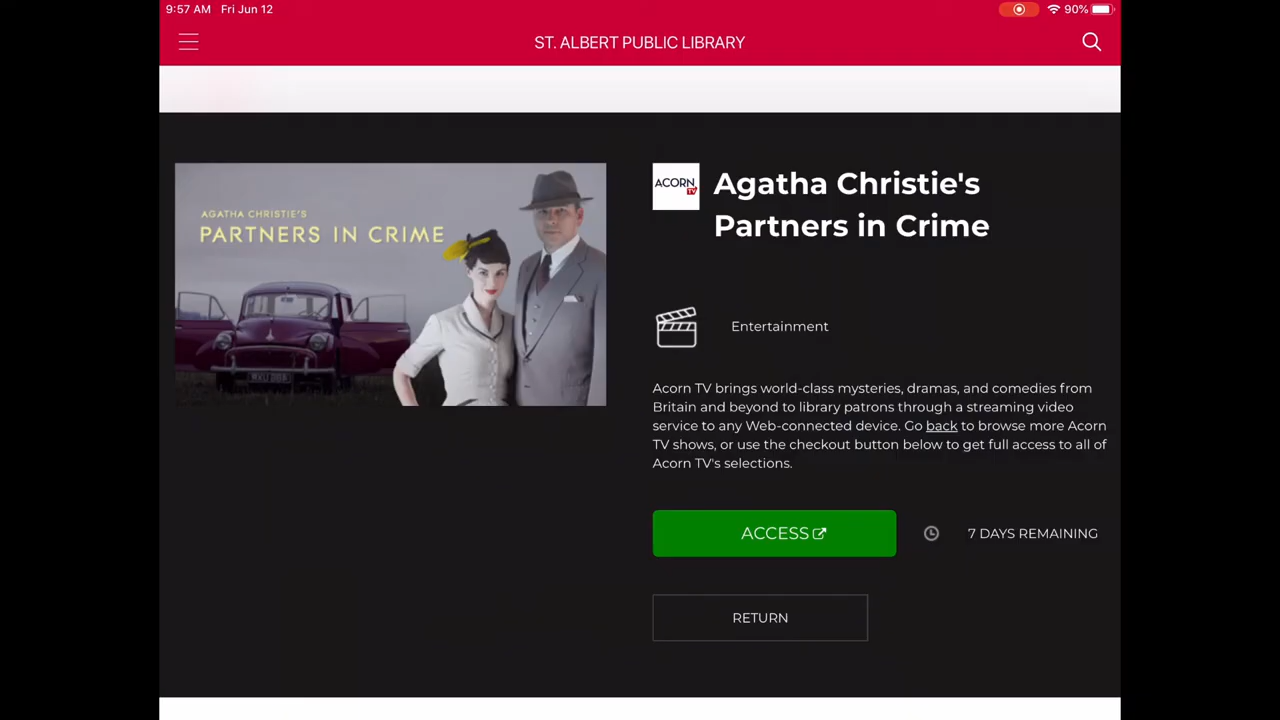 9:57 AM Fri Jun 12
90%
ST. ALBERT PUBLIC LIBRARY
AGATHA CHRISTIE'S
PARTNERS IN CRIME
ACORN
TV
Agatha Christie's
Partners in Crime
Entertainment
Acorn TV brings world-class mysteries, dramas, and comedies from
Britain and beyond to library patrons through a streaming video
service to any Web-connected device. Go back to browse more Acorn
TV shows, or use the checkout button below to get full access to all of
Acorn TV's selections.
ACCESS
7 DAYS REMAINING
RETURN